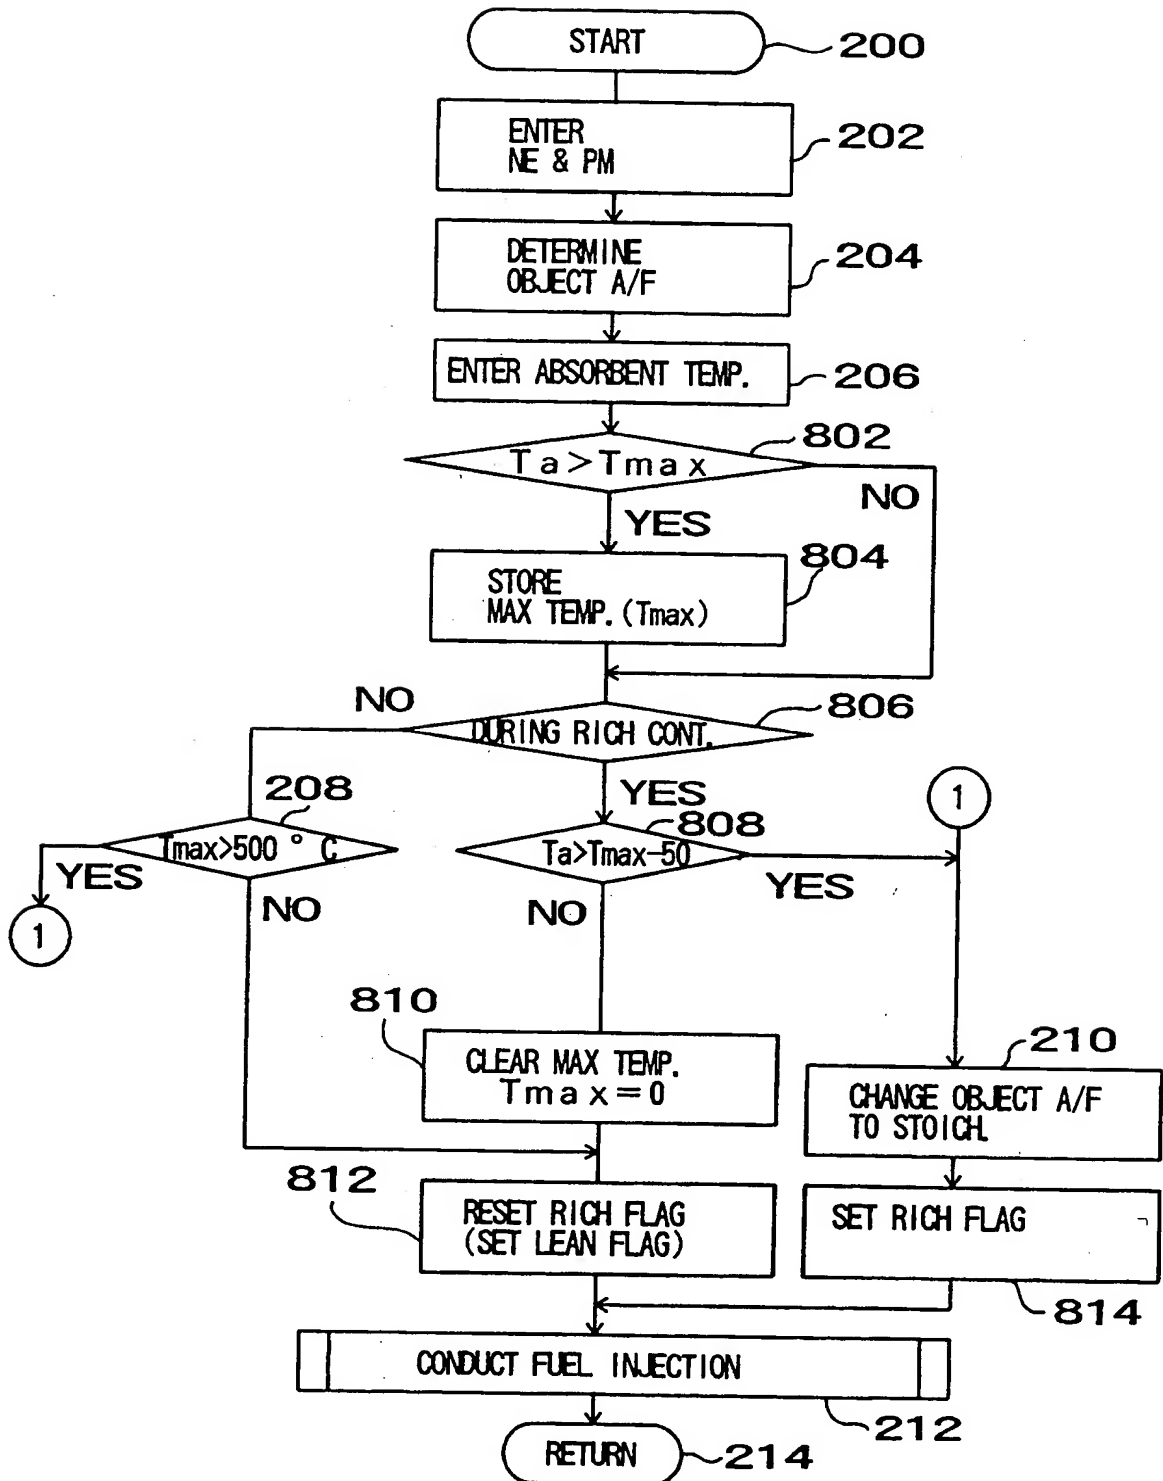 START
200
ENTER
NE & PM
202
DETERMINE
OBJECT A/F
204
ENTER ABSORBENT TEMP.
206
802
Ta>Tmax
NO
YES
804
STORE
MAX TEMP. (Tmax)
NO
806
DURING RICH CONT.
YES
1
208
808
Tmax>500 ° C
Ta>Tmax-50
YES
YES
NO
NO
1
810
CLEAR MAX TEMP.
Tmax=0
210
CHANGE OBJECT A/F
TO STOICH.
812
RESET RICH FLAG
(SET LEAN FLAG)
SET RICH FLAG
814
CONDUCT FUEL INJECTION
212
RETURN
214